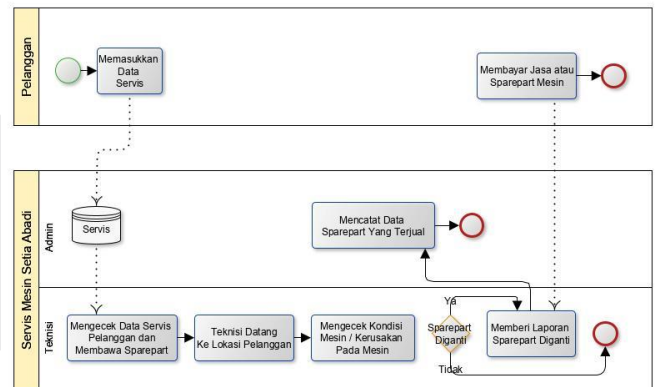 Pelanggan
Memasukkan
Data
Servis
Membayar Jasa atau
Sparepart Mesin
Servis Mesin Setia Abadi
Admin
Servis
Mencatat Data
Sparepart Yang Terjual
Teknisi
Mengecek Data Servis
Pelanggan dan
Membawa Sparepart
Teknisi Datang
Ke Lokasi Pelanggan
Mengecek Kondisi
Mesin / Kerusakan
Pada Mesin
Ya
Sparepart
Diganti
Tidak
Memberi Laporan
Sparepart Diganti